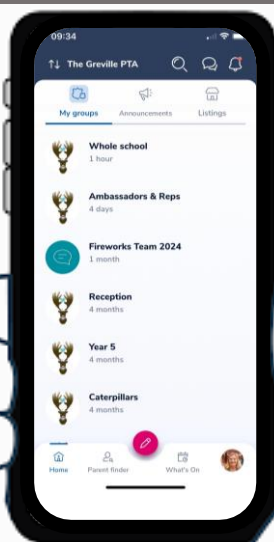 09:34
The Greville PTA
My groups
Announcements
Listings
Whole school
1 hour
Ambassadors & Reps
4 days
Fireworks Team 2024
1 month
Reception
4 months
Year 5
4 months
Caterpillars
4 months
Home
Parent finder
What's On